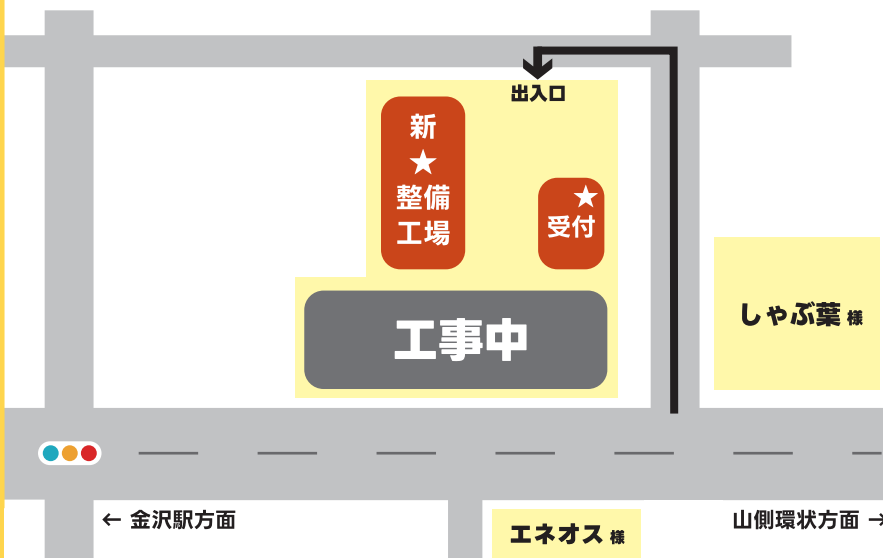 出入口
新
★
整備
工場
★
受付
工事中
しゃぶ葉 様
← 金沢駅方面
エネオス 様
山側環状方面 →